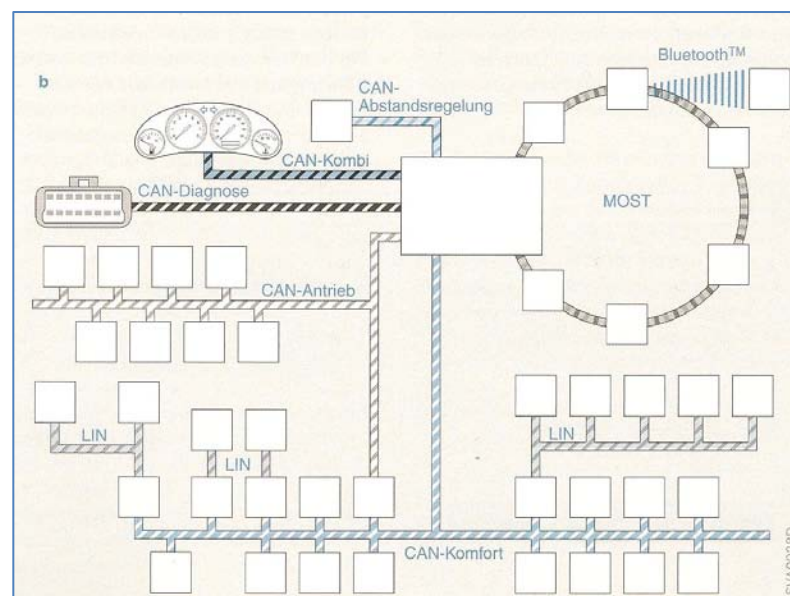 b
Bluetooth™
CAN-
Abstandsregelung
CAN-Kombi
CAN-Diagnose
MOST
CAN-Antrieb
LIN
LIN
LIN
CAN-Komfort